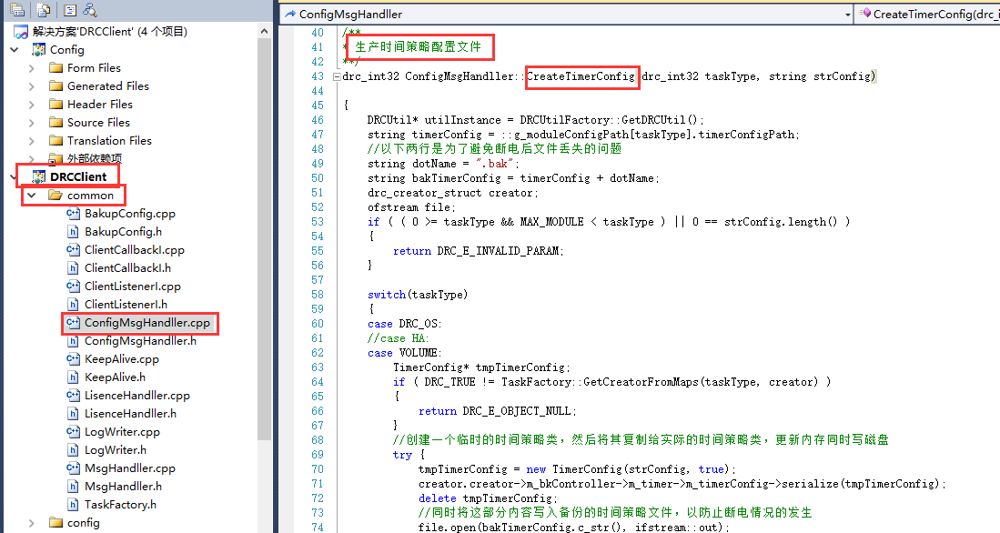 解决方案'DRCClient' (4 个项目)
Config
Form Files
Generated Files
Header Files
Source Files
Translation Files
外部依赖项
DRCClient
common
BakupConfig.cpp
BakupConfig.h
ClientCallbackI.cpp
ClientCallbackI.h
ClientListenerI.cpp
ClientListenerI.h
ConfigMsgHandller.cpp
ConfigMsgHandller.h
KeepAlive.cpp
KeepAlive.h
LisenceHandller.cpp
LisenceHandller.h
LogWriter.cpp
LogWriter.h
MsgHandller.cpp
MsgHandller.h
TaskFactory.h
config
ConfigMsgHandller
CreateTimerConfig(drc_i
40 /**
41 * 生产时间策略配置文件
42 **/
43 drc_int32 ConfigMsgHandller::CreateTimerConfig(drc_int32 taskType, string strConfig)
44
45 {
46 DRCUtil* utilInstance = DRCUtilFactory::GetDRCUtil();
47 string timerConfig = ::g_moduleConfigPath[taskType].timerConfigPath;
48 //以下两行是为了避免断电后文件丢失的问题
49 string dotName = ".bak";
50 string bakTimerConfig = timerConfig + dotName;
51 drc_creator_struct creator;
52 ofstream file;
53 if ( ( 0 >= taskType && MAX_MODULE < taskType ) || 0 == strConfig.length() )
54 {
55 return DRC_E_INVALID_PARAM;
56 }
57
58 switch(taskType)
59 {
60 case DRC_OS:
61 //case HA:
62 case VOLUME:
63 TimerConfig* tmpTimerConfig;
64 if ( DRC_TRUE != TaskFactory::GetCreatorFromMaps(taskType, creator) )
65 {
66 return DRC_E_OBJECT_NULL;
67 }
68 //创建一个临时的时间策略类，然后将其复制给实际的时间策略类，更新内存同时写磁盘
69 try {
70 tmpTimerConfig = new TimerConfig(strConfig, true);
71 creator.creator->m_bkController->m_timer->m_timerConfig->serialize(tmpTimerConfig);
72 delete tmpTimerConfig;
73 //同时将这部分内容写入备份的时间策略文件，以防止断电情况的发生
74 file.open(bakTimerConfig.c_str(), ifstream::out);